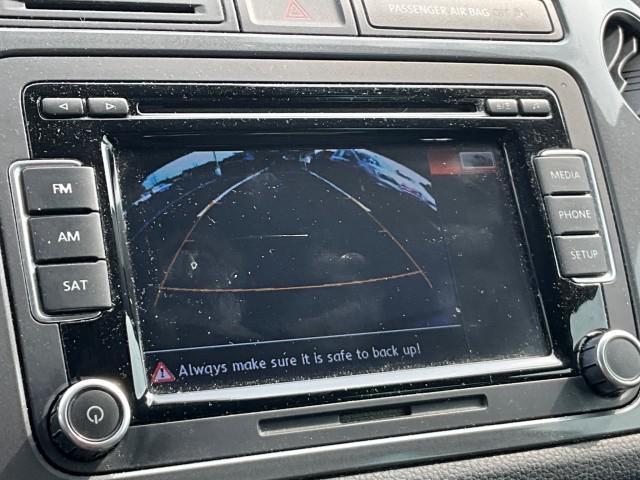 PASSENGER AIR BAG
FM
AM
SAT
MEDIA
PHONE
SETUP
Always make sure it is safe to back up!